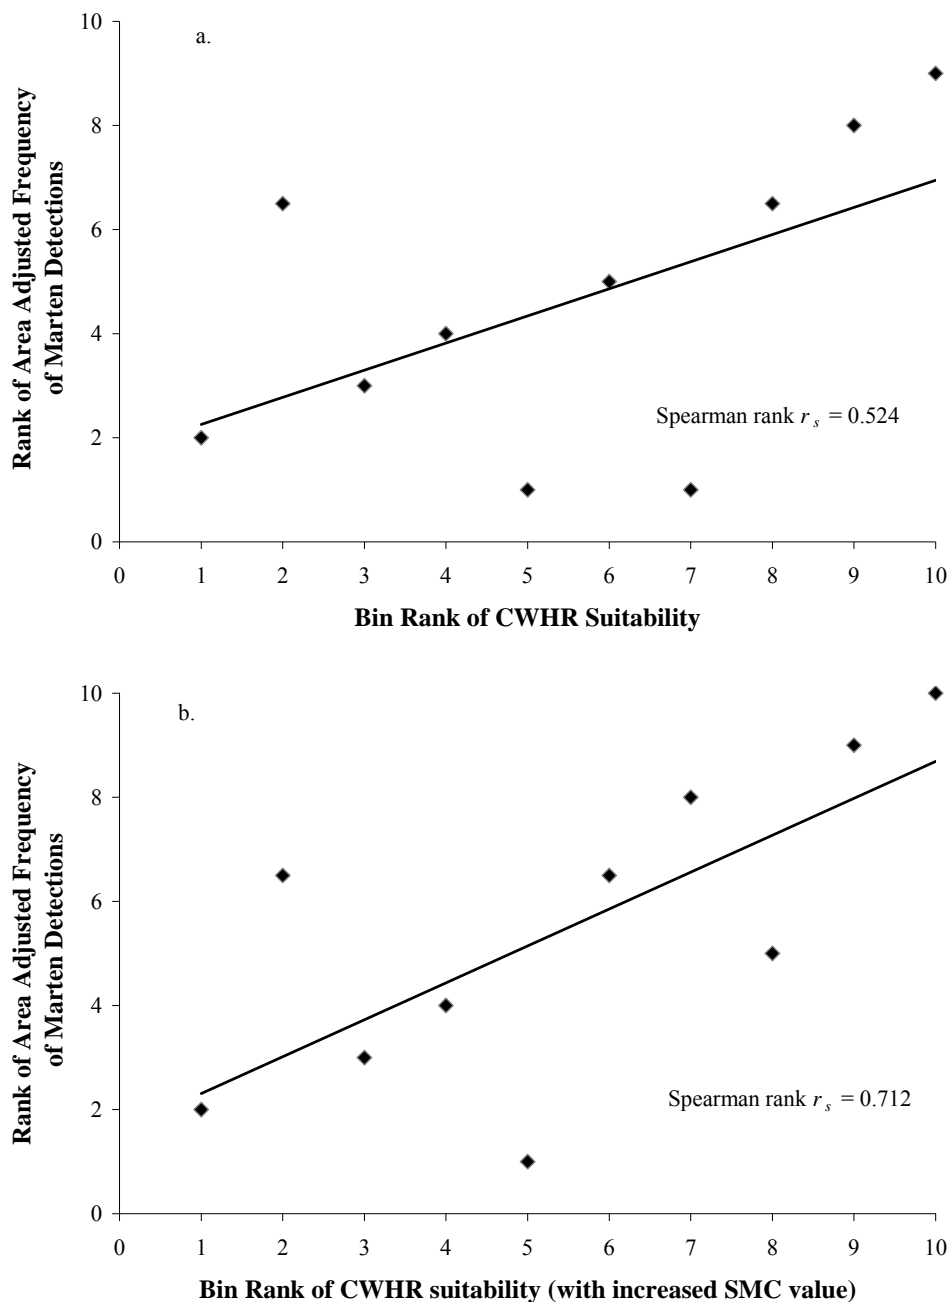 a.
Rank of Area Adjusted Frequency
of Marten Detections
10
8
6
4
2
0
Spearman rank r s = 0.524
0 1 2 3 4 5 6 7 8 9 10
Bin Rank of CWHR Suitability
b.
Rank of Area Adjusted Frequency
of Marten Detections
10
8
6
4
2
0
Spearman rank r s = 0.712
0 1 2 3 4 5 6 7 8 9 10
Bin Rank of CWHR suitability (with increased SMC value)